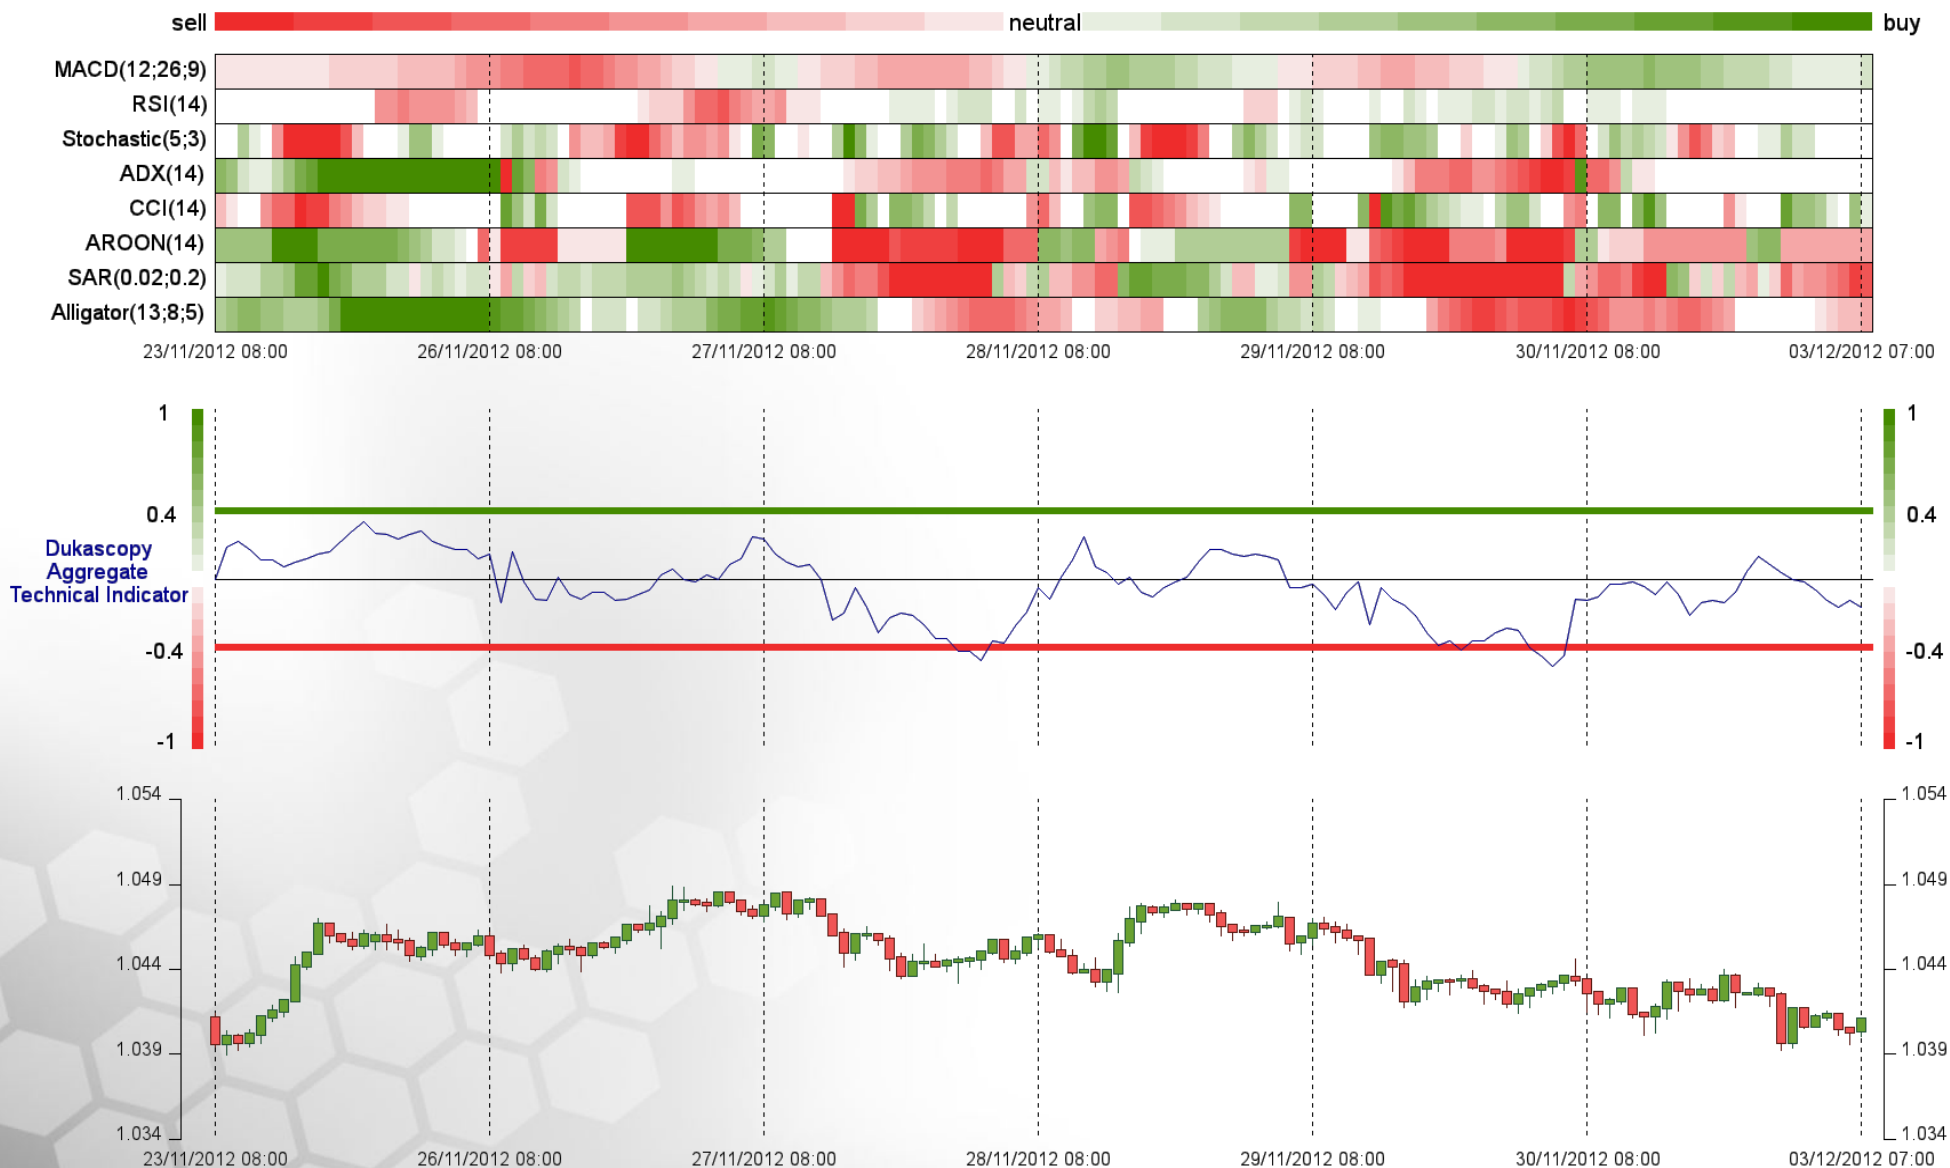 sell neutral buy
MACD(12;26;9)
RSI(14)
Stochastic(5;3)
ADX(14)
CCI(14)
AROON(14)
SAR(0.02;0.2)
Alligator(13;8;5)
23/11/2012 08:00 26/11/2012 08:00 27/11/2012 08:00 28/11/2012 08:00 29/11/2012 08:00 30/11/2012 08:00 03/12/2012 07:00
1 1
0.4 0.4
Dukascopy
Aggregate
Technical Indicator
-0.4 -0.4
-1 -1
1.054 1.054
1.049 1.049
1.044 1.044
1.039 1.039
1.034 1.034
23/11/2012 08:00 26/11/2012 08:00 27/11/2012 08:00 28/11/2012 08:00 29/11/2012 08:00 30/11/2012 08:00 03/12/2012 07:00